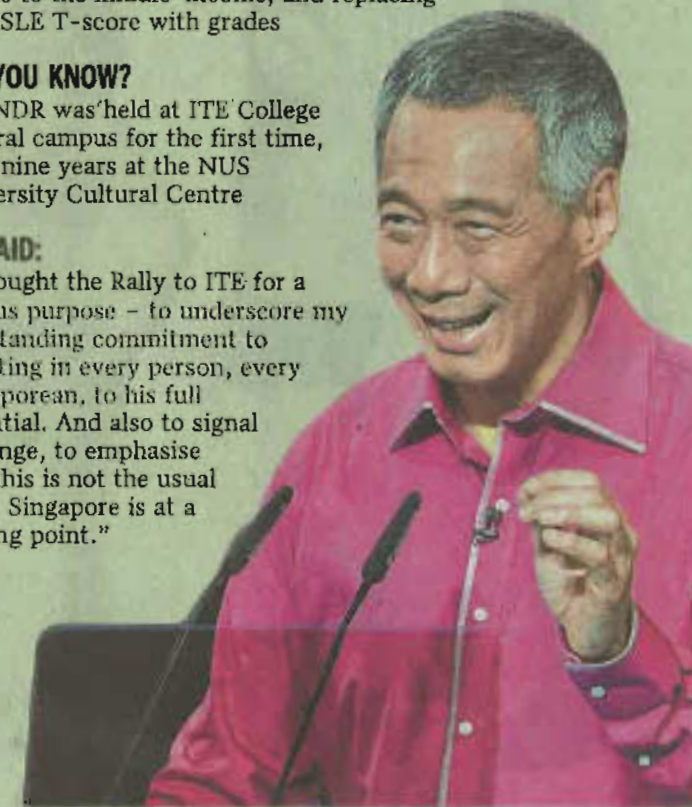 SLE T-score with grades
YOU KNOW?
NDR was held at ITE College
ral campus for the first time,
nine years at the NUS
ersity Cultural Centre
AID:
ought the Rally to ITE for a
us purpose – to underscore my
tanding commitment to
ting in every person, every
porean, to his full
tial. And also to signal
nge, to emphasise
his is not the usual
Singapore is at a
ng point.”